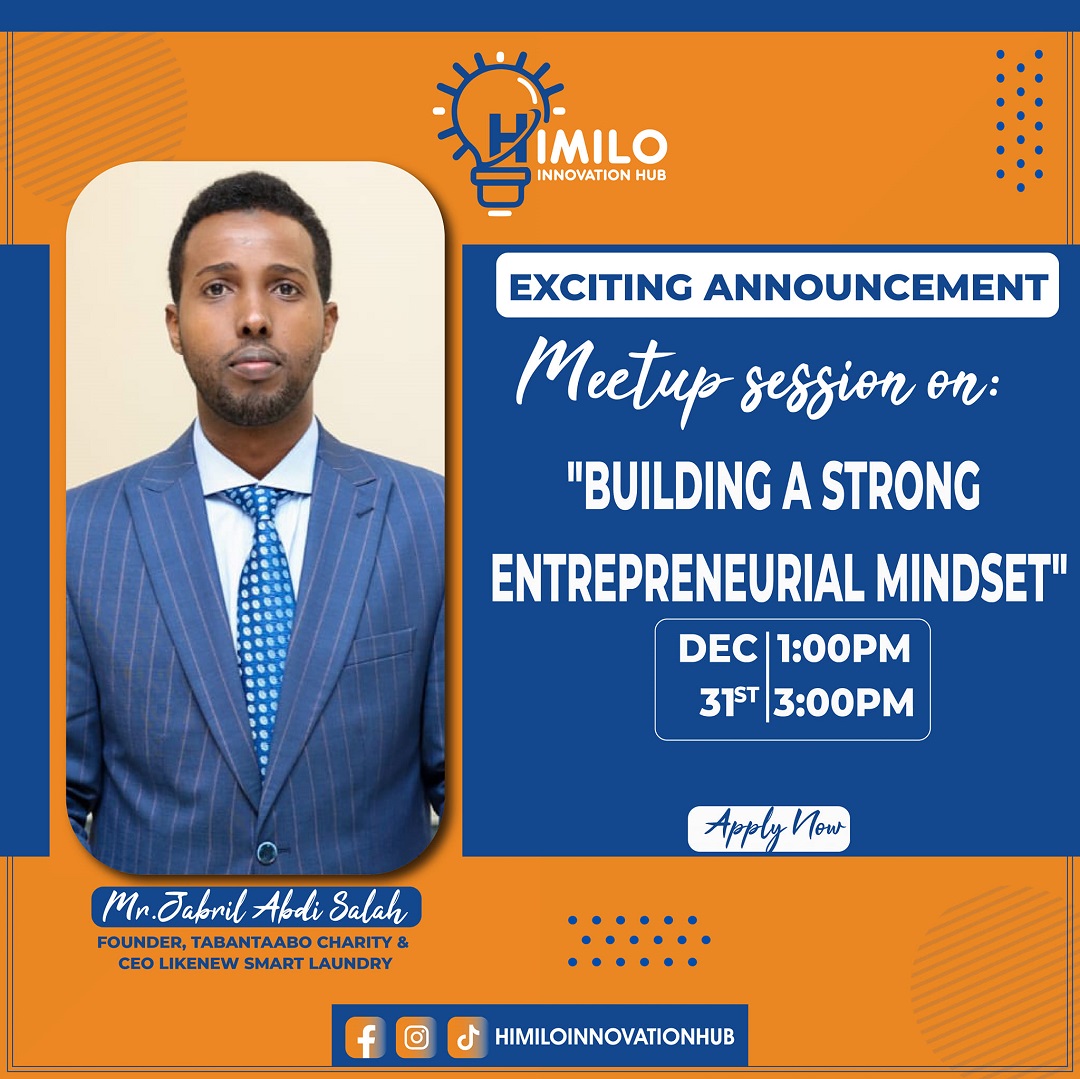 HIMILO
INNOVATION HUB
EXCITING ANNOUNCEMENT
Meetup session on:
"BUILDING A STRONG
ENTREPRENEURIAL MINDSET"
DEC | 1:00PM
31ST | 3:00PM
Apply Now
Mr.Jabril Abdi Salah
FOUNDER, TABANTAABO CHARITY &
CEO LIKENEW SMART LAUNDRY
HIMILOINNOVATIONHUB